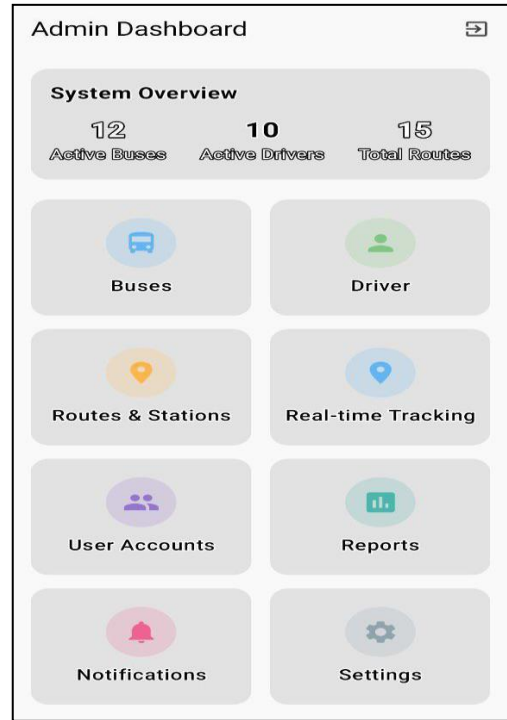 Admin Dashboard
System Overview
12 10 15
Active Buses Active Drivers Total Routes
Buses Driver
Routes & Stations Real-time Tracking
User Accounts Reports
Notifications Settings